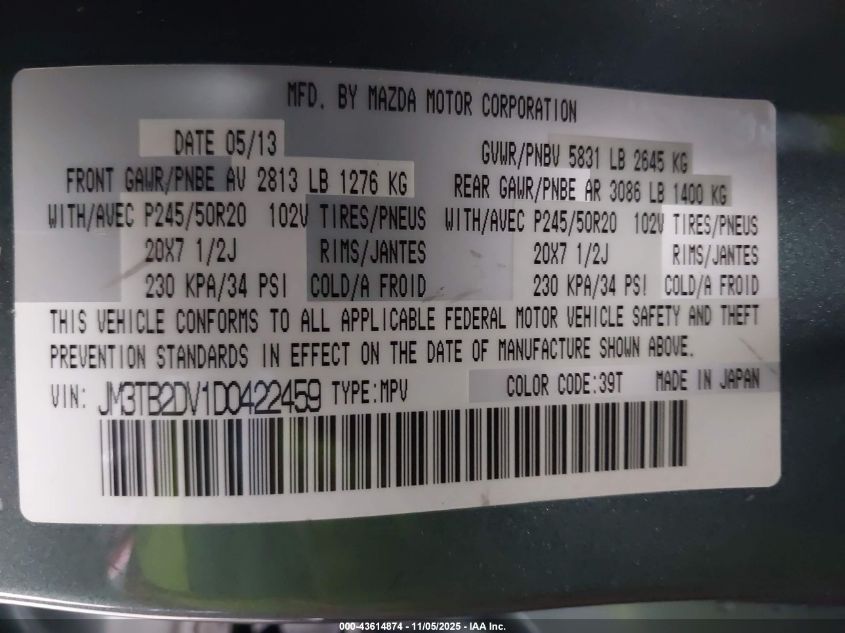 MFD. BY MAZDA MOTOR CORPORATION
DATE 05/13 GVWR/PNBV 5831 LB 2645 KG
FRONT GAWR/PNBE AV 2813 LB 1276 KG REAR GAWR/PNBE AR 3086 LB 1400 KG
WITH/AVEC P245/50R20 102V TIRES/PNEUS WITH/AVEC P245/50R20 102V TIRES/PNEUS
20X7 1/2J RIMS/JANTES 20X7 1/2J RIMS/JANTES
230 KPA/34 PSI COLD/A FROID 230 KPA/34 PSI COLD/A FROID
THIS VEHICLE CONFORMS TO ALL APPLICABLE FEDERAL MOTOR VEHICLE SAFETY AND THEFT
PREVENTION STANDARDS IN EFFECT ON THE DATE OF MANUFACTURE SHOWN ABOVE.
VIN: JM3TB2DV1D0422459 TYPE:MPV COLOR CODE:39T MADE IN JAPAN
000-43614874 - 11/05/2025 - IAA Inc.